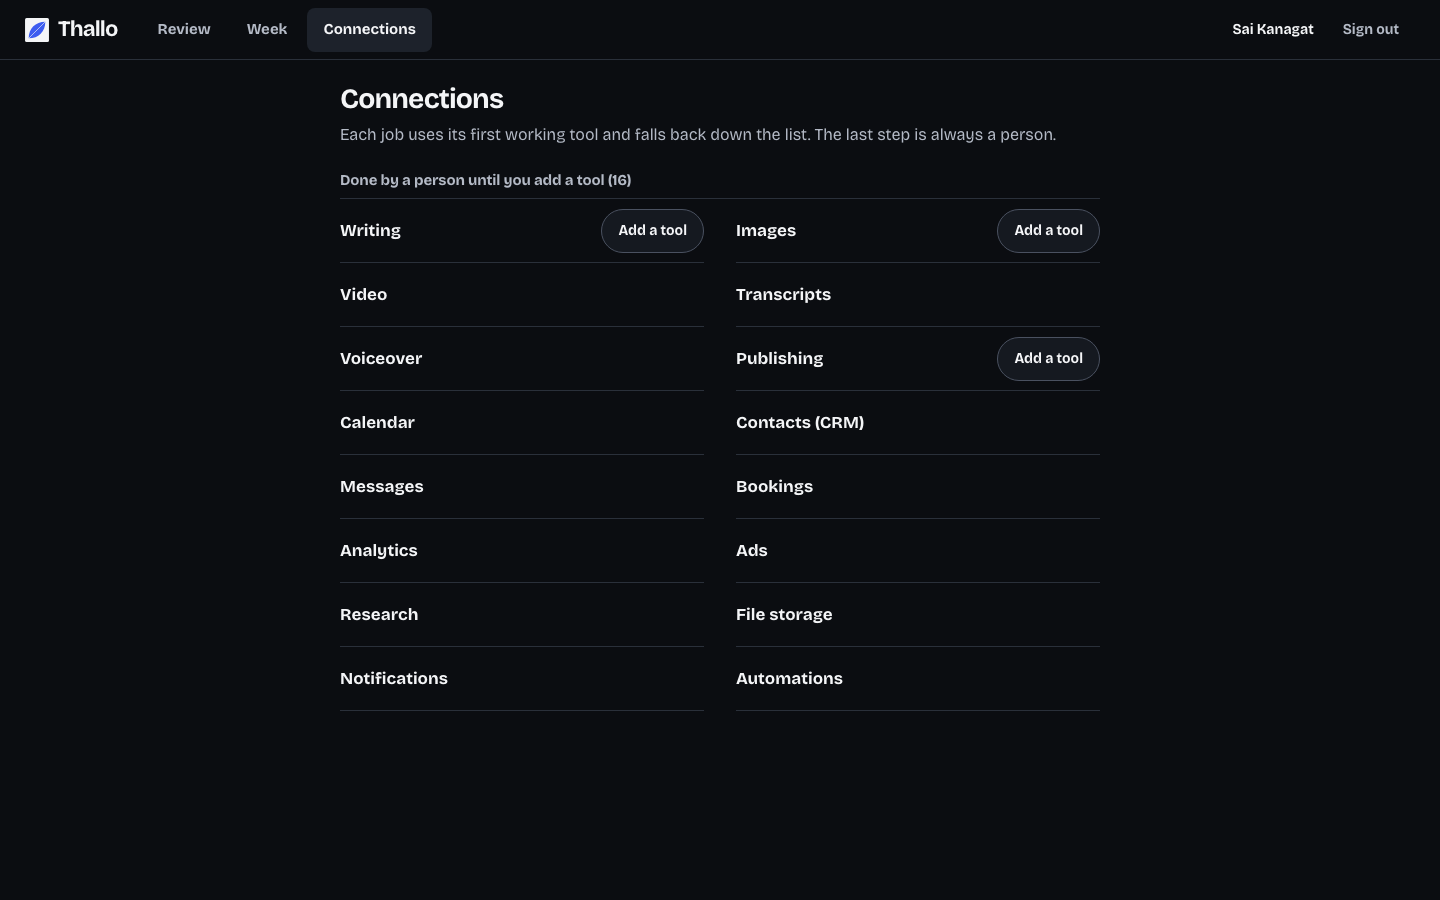 Thallo
Review
Week
Connections
Sai Kanagat
Sign out
Connections
Each job uses its first working tool and falls back down the list. The last step is always a person.
Done by a person until you add a tool (16)
Writing
Add a tool
Images
Add a tool
Video
Transcripts
Voiceover
Publishing
Add a tool
Calendar
Contacts (CRM)
Messages
Bookings
Analytics
Ads
Research
File storage
Notifications
Automations